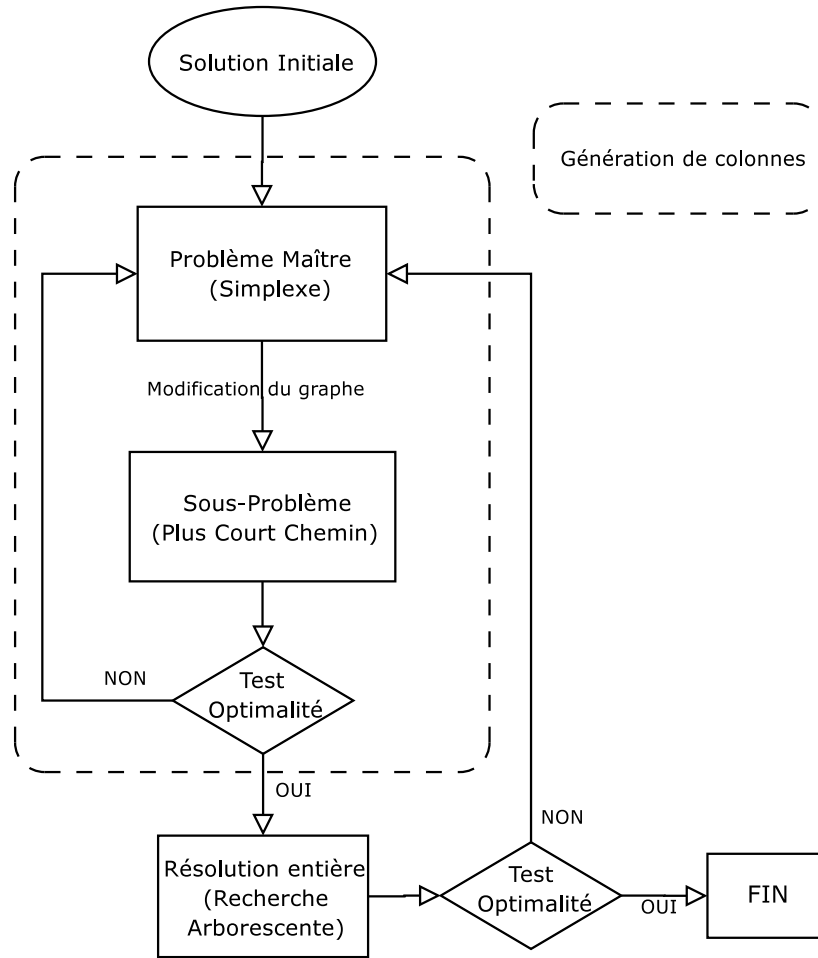 Solution Initiale
Génération de colonnes
Problème Maître
(Simplexe)
Modification du graphe
Sous-Problème
(Plus Court Chemin)
NON
Test
Optimalité
OUI
NON
Résolution entière
(Recherche
Arborescente)
Test
Optimalité
OUI
FIN